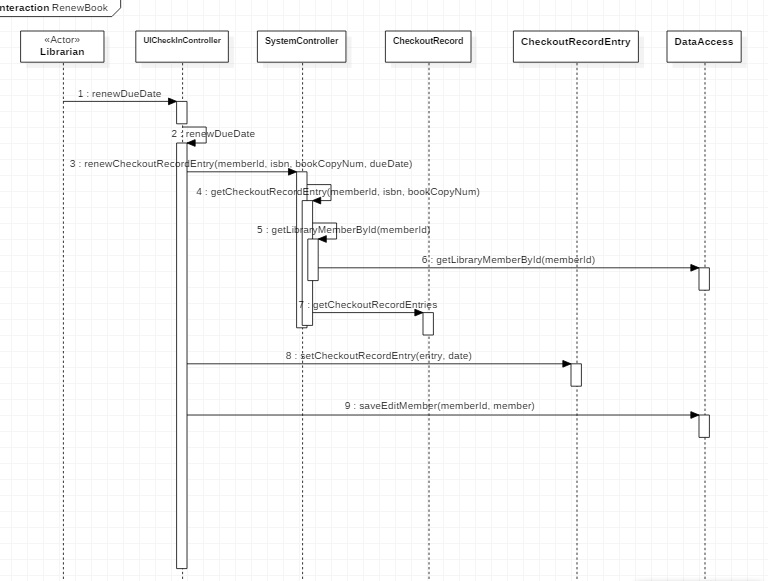 nteraction RenewBook
«Actor»
Librarian
UICheckInController
SystemController
CheckoutRecord
CheckoutRecordEntry
DataAccess
1 : renewDueDate
2 : renewDueDate
3 : renewCheckoutRecordEntry(memberId, isbn, bookCopyNum, dueDate)
4 : getCheckoutRecordEntry(memberId, isbn, bookCopyNum)
5 : getLibraryMemberById(memberId)
6 : getLibraryMemberById(memberId)
7 : getCheckoutRecordEntries
8 : setCheckoutRecordEntry(entry, date)
9 : saveEditMember(memberId, member)